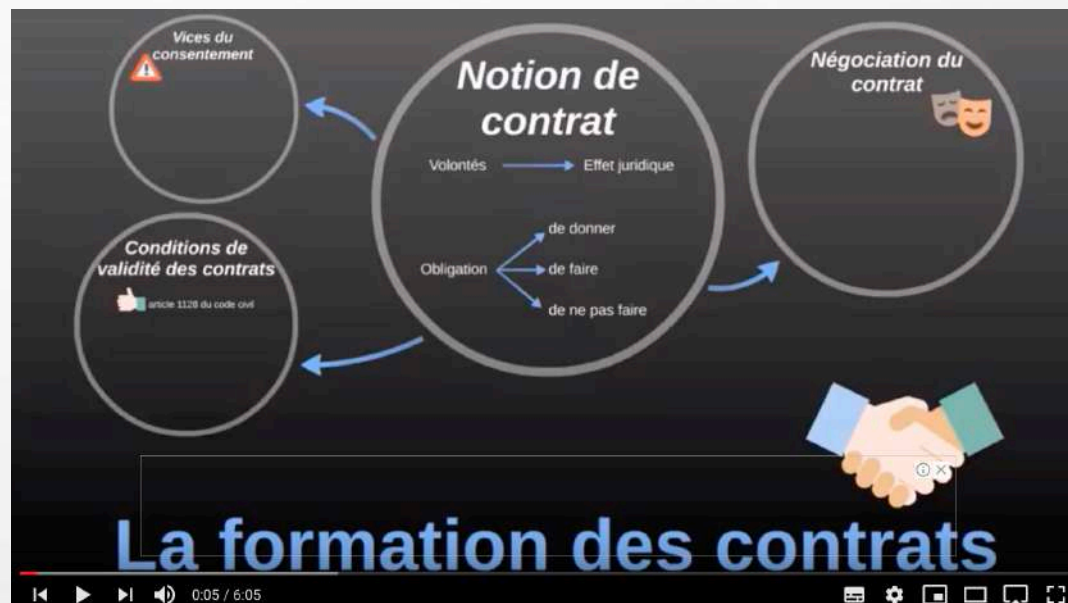 Vices du
consentement
Notion de
contrat
Volontés
Effet juridique
Obligation
de donner
de faire
de ne pas faire
Négociation du
contrat
Conditions de
validité des contrats
article 1128 du code civil
La formation des contrats
0:05 / 6:05